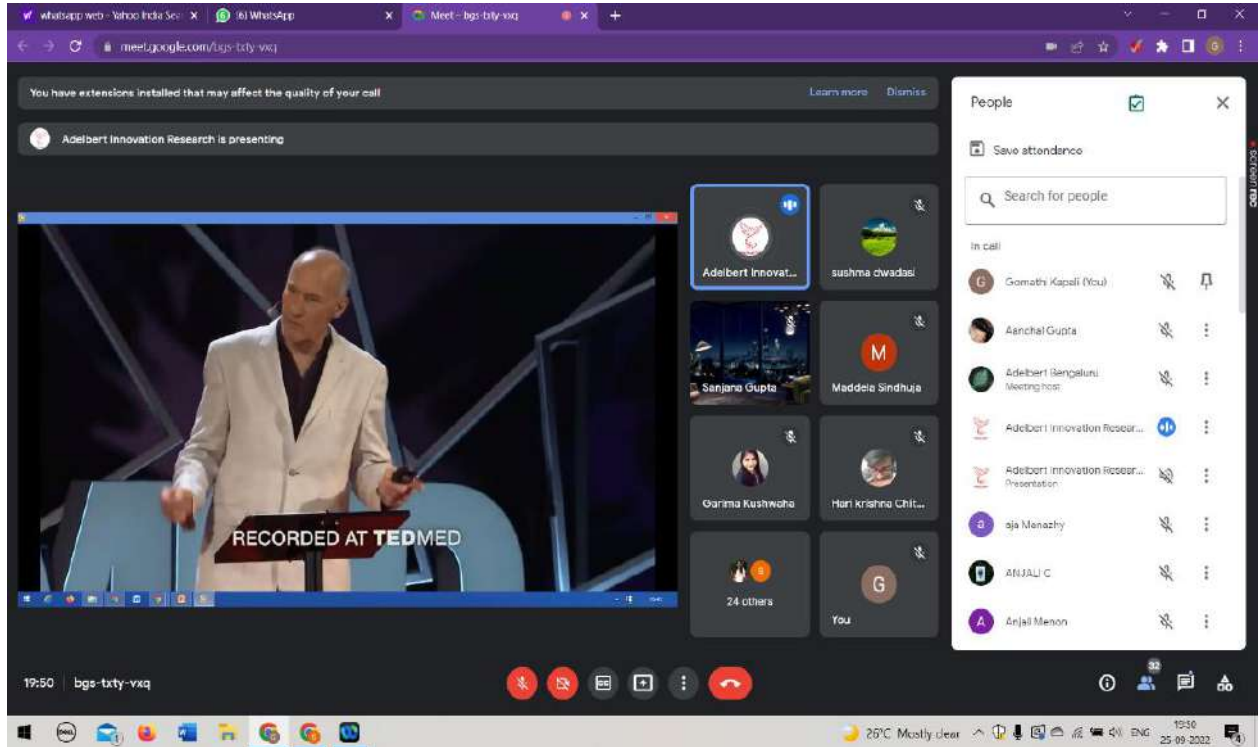 whatsapp web - Yahoo India Sea
(6) WhatsApp
Meet - bgs-txty-vxq
meet.google.com/bgs-txty-vxq
You have extensions installed that may affect the quality of your call
Learn more
Dismiss
Adelbert Innovation Research is presenting
RECORDED AT TEDMED
Adelbert Innovat...
sushma dwadasi
Sanjana Gupta
M
Maddela Sindhuja
Garima Kushwaha
Hari krishna Chit...
24 others
G
You
People
Save attendance
Search for people
In call
G
Gomathi Kapali (You)
Aanchal Gupta
Adelbert Bengaluru
Meeting host
Adelbert Innovation Resear...
Adelbert Innovation Resear...
Presentation
a
aja Manazhy
ANJALI C
A
Anjali Menon
screenrec
19:50
bgs-txty-vxq
32
26°C Mostly clear
ENG
19:50
25-09-2022